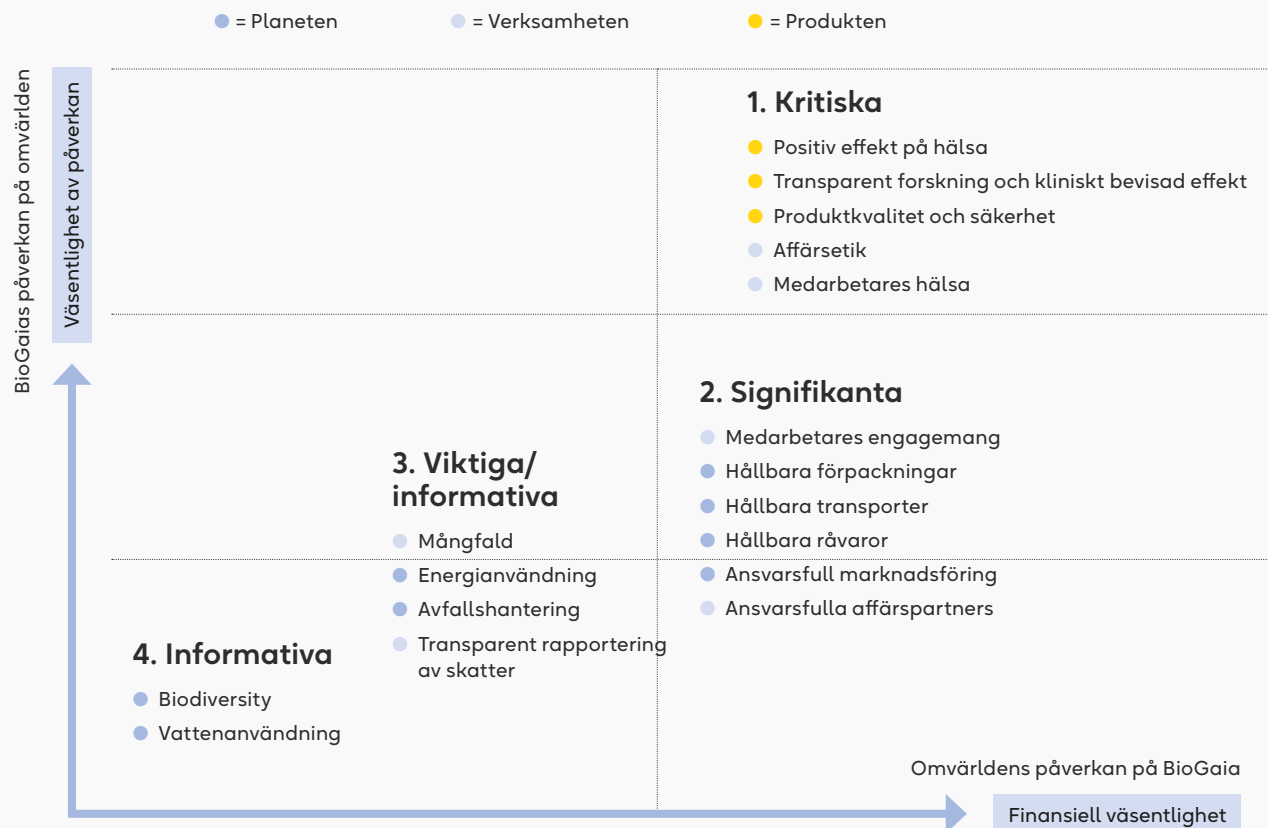 = Planeten
= Verksamheten
= Produkten
BioGaias påverkan på omvärlden
Väsentlighet av påverkan
1. Kritiska
Positiv effekt på hälsa
Transparent forskning och kliniskt bevisad effekt
Produktkvalitet och säkerhet
Affärsetik
Medarbetares hälsa
2. Signifikanta
Medarbetares engagemang
Hållbara förpackningar
Hållbara transporter
Hållbara råvaror
Ansvarsfull marknadsföring
Ansvarsfulla affärspartners
3. Viktiga/
informativa
Mångfald
Energianvändning
Avfallshantering
Transparent rapportering
av skatter
4. Informativa
Biodiversity
Vattenanvändning
Omvärldens påverkan på BioGaia
Finansiell väsentlighet